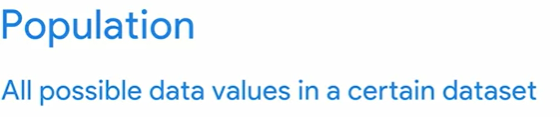 Population
All possible data values in a certain dataset